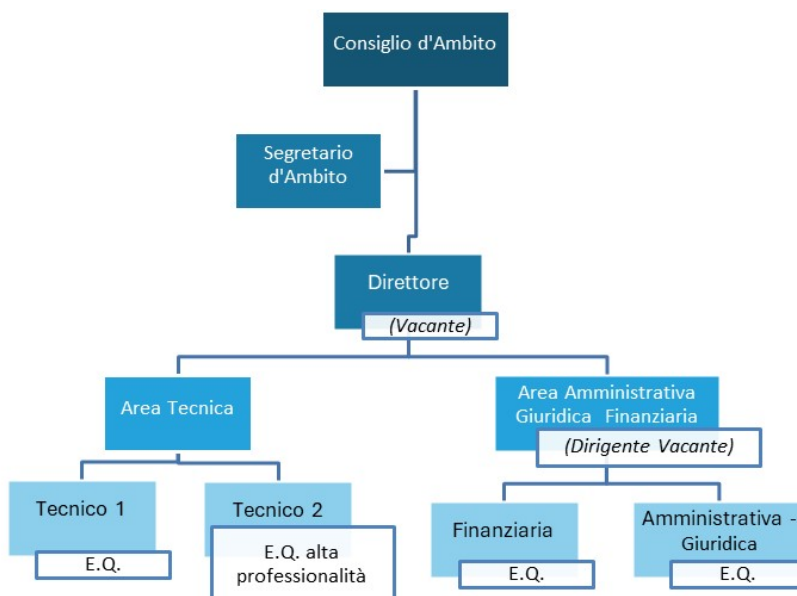 Consiglio d'Ambito
Segretario
d'Ambito
Direttore
(Vacante)
Area Tecnica
Area Amministrativa
Giuridica Finanziaria
(Dirigente Vacante)
Tecnico 1
E.Q.
Tecnico 2
E.Q. alta
professionalità
Finanziaria
E.Q.
Amministrativa -
Giuridica
E.Q.